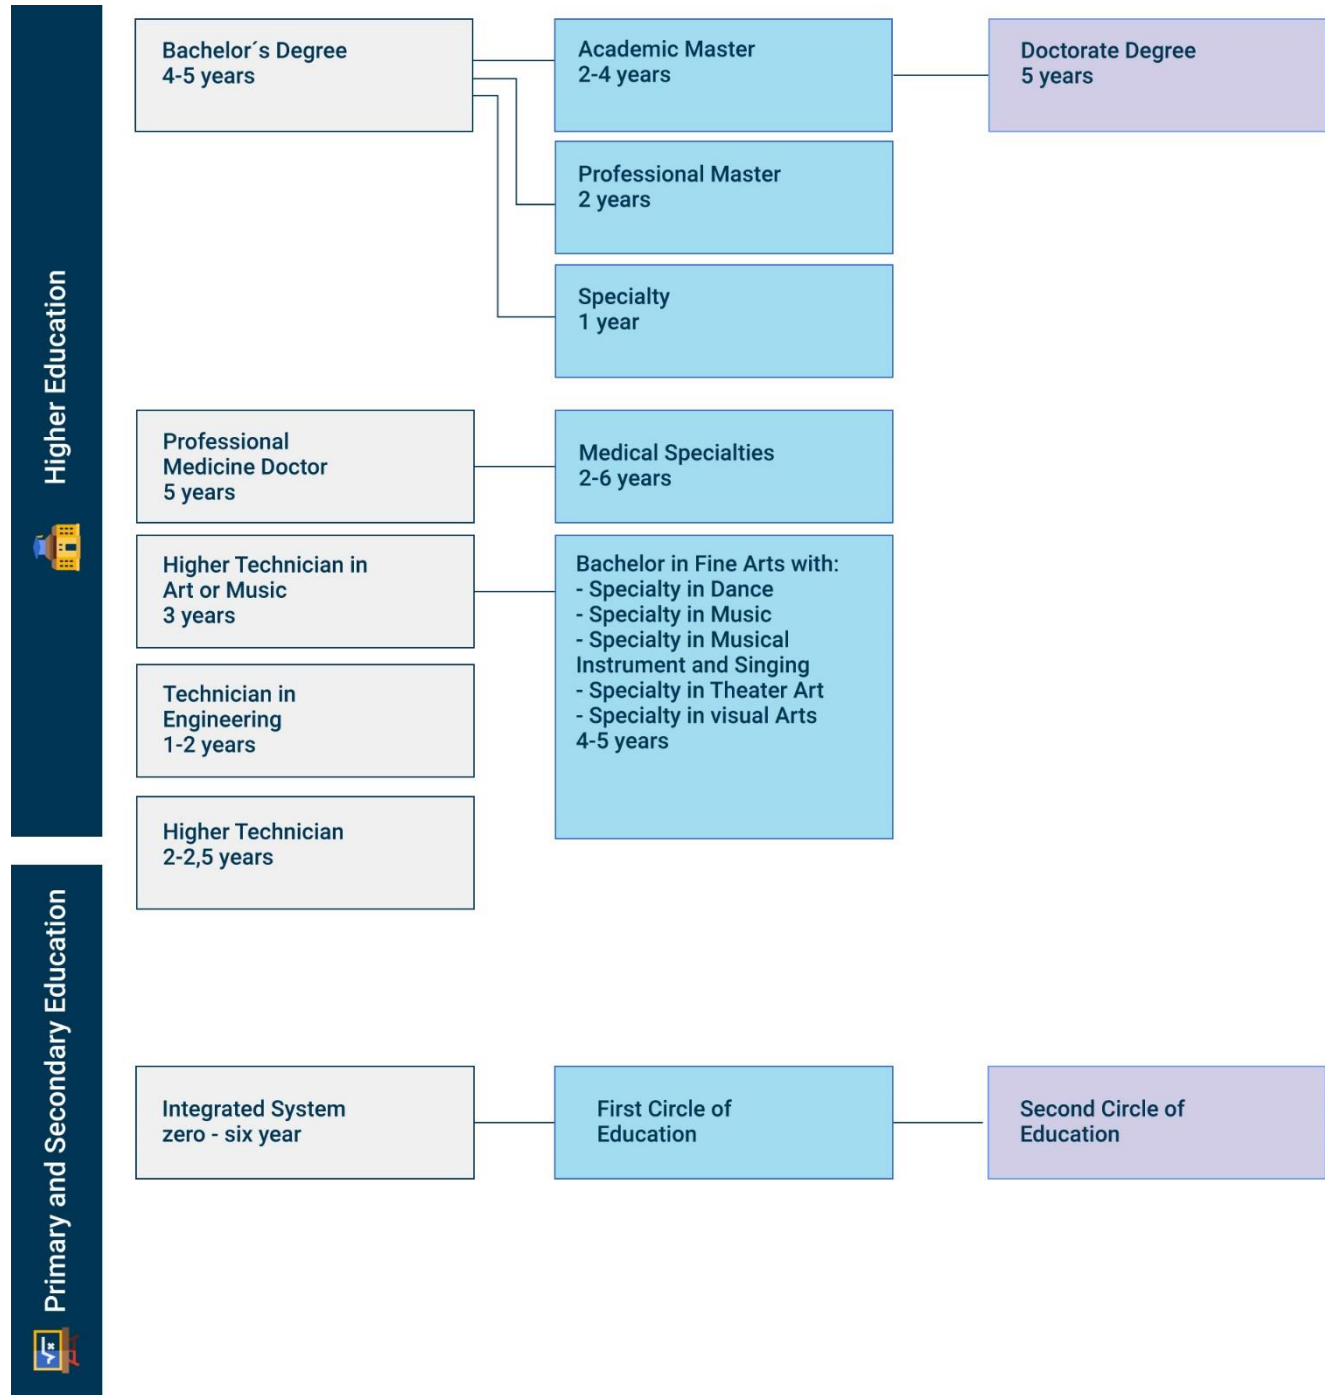 Higher Education
Bachelor´s Degree
4-5 years
Academic Master
2-4 years
Doctorate Degree
5 years
Professional Master
2 years
Specialty
1 year
Professional
Medicine Doctor
5 years
Medical Specialties
2-6 years
Higher Technician in
Art or Music
3 years
Bachelor in Fine Arts with:
- Specialty in Dance
- Specialty in Music
- Specialty in Musical
Instrument and Singing
- Specialty in Theater Art
- Specialty in visual Arts
4-5 years
Technician in
Engineering
1-2 years
Higher Technician
2-2,5 years
Primary and Secondary Education
Integrated System
zero - six year
First Circle of
Education
Second Circle of
Education